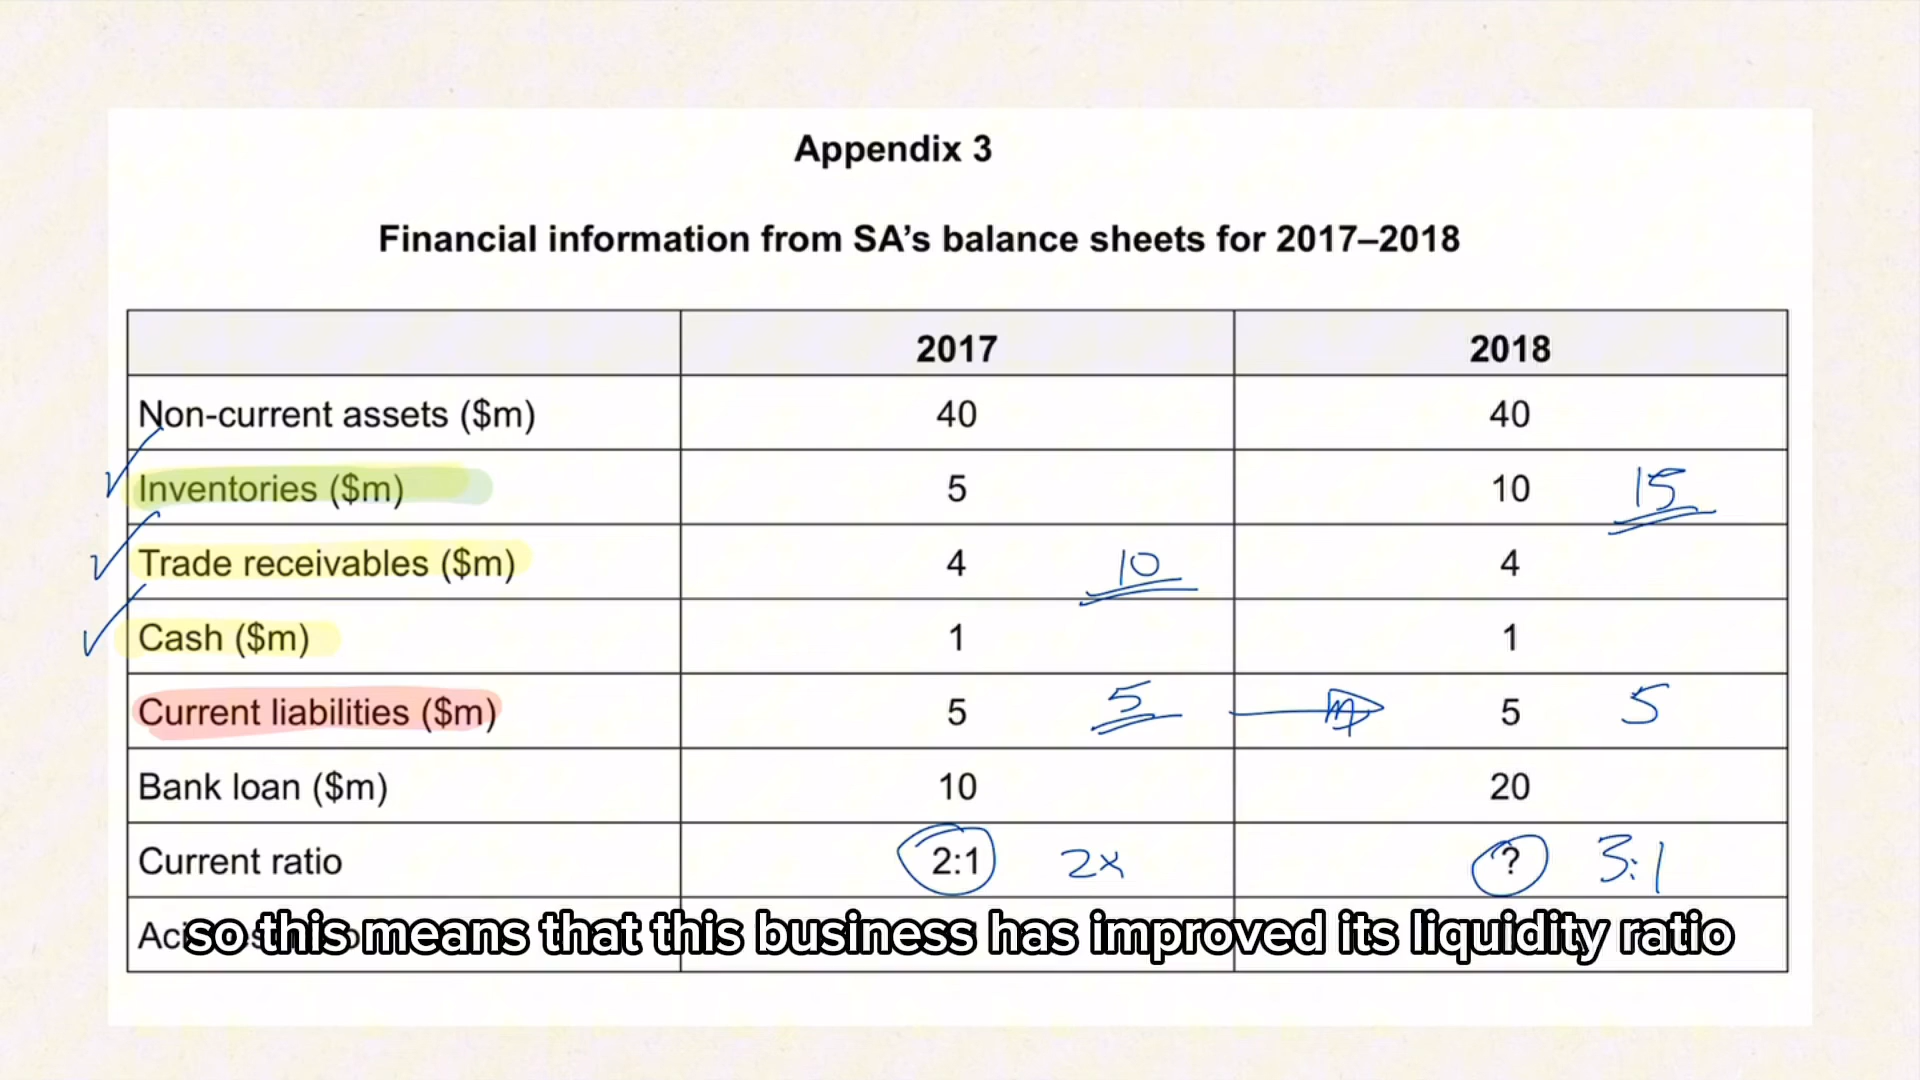 Appendix 3
Financial information from SA’s balance sheets for 2017–2018
2017 2018
Non-current assets ($m) 40 40
Inventories ($m) 5 10 15
Trade receivables ($m) 4 10 4
Cash ($m) 1 1
Current liabilities ($m) 5 5 5 5
Bank loan ($m) 10 20
Current ratio 2:1 2x ? 3:1
so this means that this business has improved its liquidity ratio